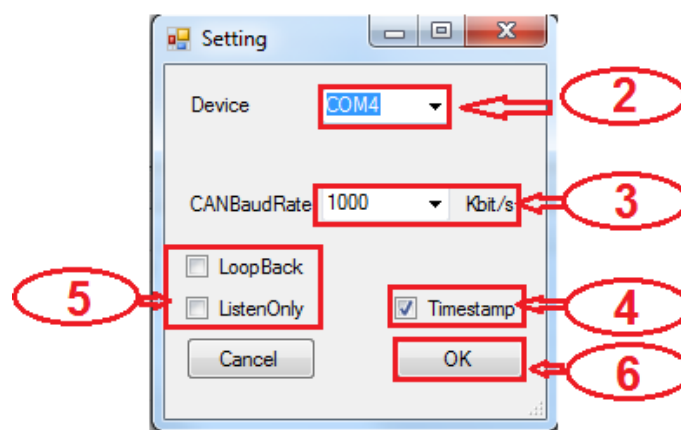 Setting
Device COM4 2
CANBaudRate 1000 Kbit/s 3
LoopBack
5 ListenOnly Timestamp 4
Cancel OK 6